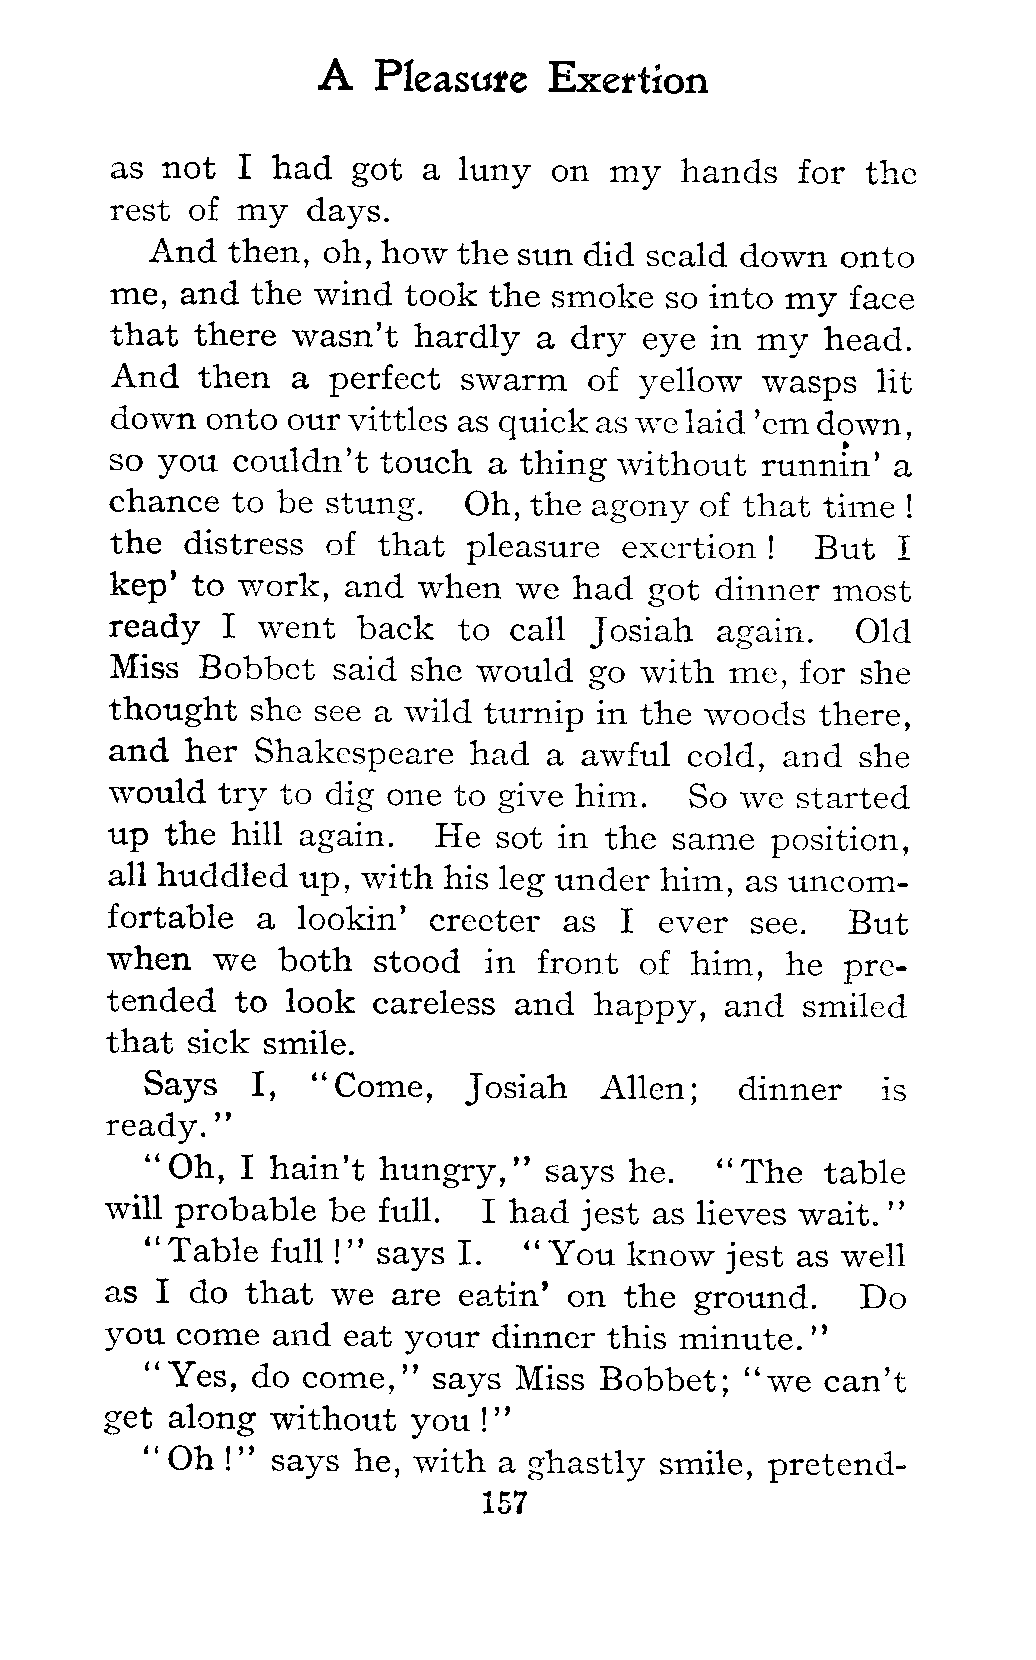 A Pleasure Exertion
as not I had got a luny on my hands for the
rest of my days.
And then, oh, how the sun did scald down onto
me, and the wind took the smoke so into my face
that there wasn't hardly a dry eye in my head.
And then a perfect swarm of yellow wasps lit
down onto our vittles as quick as we laid 'em down,
so you couldn't touch a thing without runnin' a
chance to be stung. Oh, the agony of that time !
the distress of that pleasure exertion ! But I
kep' to work, and when we had got dinner most
ready I went back to call Josiah again. Old
Miss Bobbet said she would go with me, for she
thought she see a wild turnip in the woods there,
and her Shakespeare had a awful cold, and she
would try to dig one to give him. So we started
up the hill again. He sot in the same position,
all huddled up, with his leg under him, as uncom-
fortable a lookin' creeter as I ever see. But
when we both stood in front of him, he pre-
tended to look careless and happy, and smiled
that sick smile.
Says I, "Come, Josiah Allen; dinner is
ready."
"Oh, I hain't hungry," says he. "The table
will probable be full. I had jest as lieves wait."
"Table full !" says I. "You know jest as well
as I do that we are eatin' on the ground. Do
you come and eat your dinner this minute."
"Yes, do come," says Miss Bobbet; "we can't
get along without you !"
"Oh !" says he, with a ghastly smile, pretend-
157